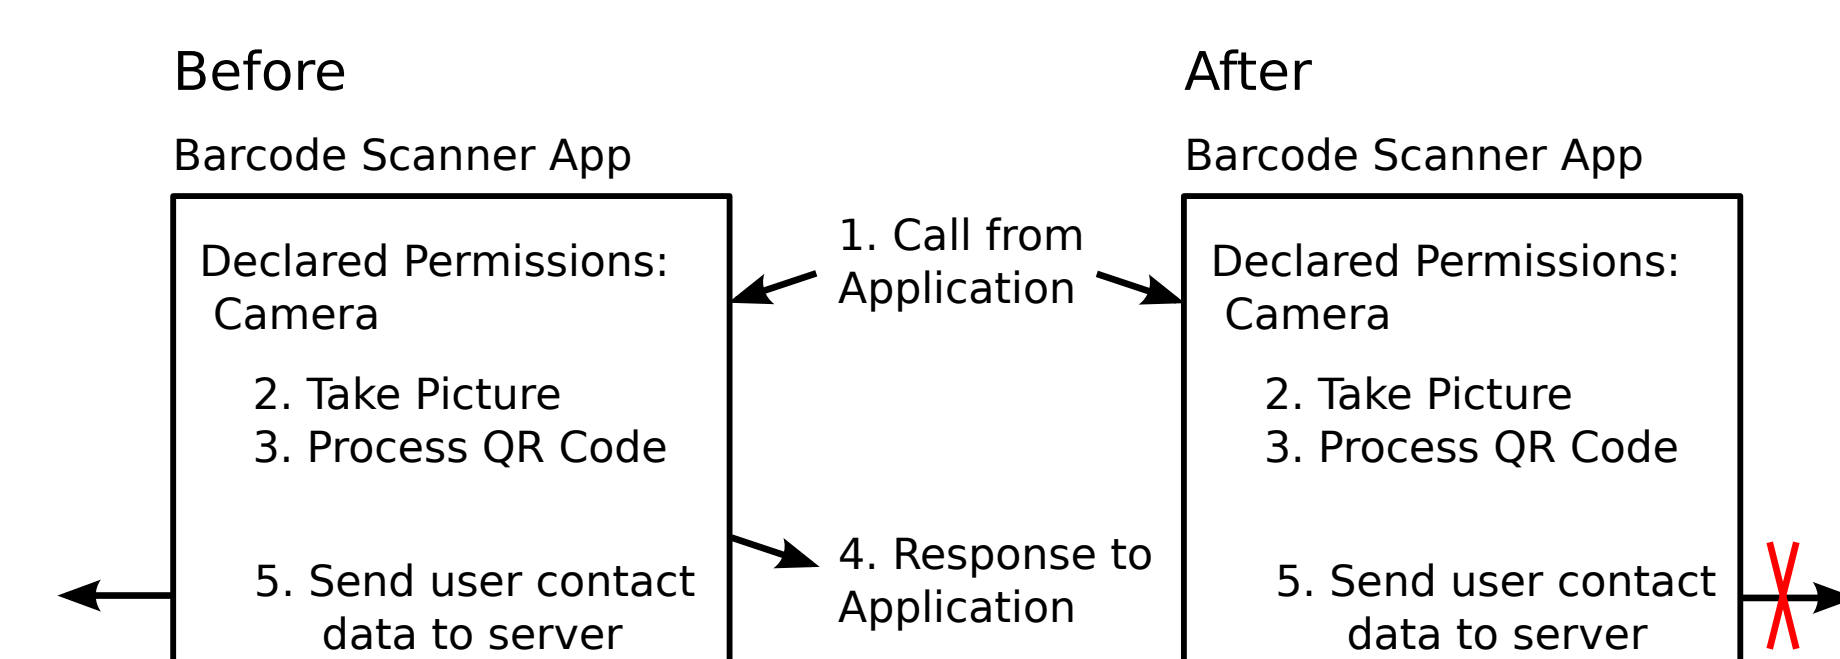 Before
Barcode Scanner App
Declared Permissions:
Camera
2. Take Picture
3. Process QR Code
5. Send user contact
data to server
1. Call from
Application
4. Response to
Application
After
Barcode Scanner App
Declared Permissions:
Camera
2. Take Picture
3. Process QR Code
5. Send user contact
data to server